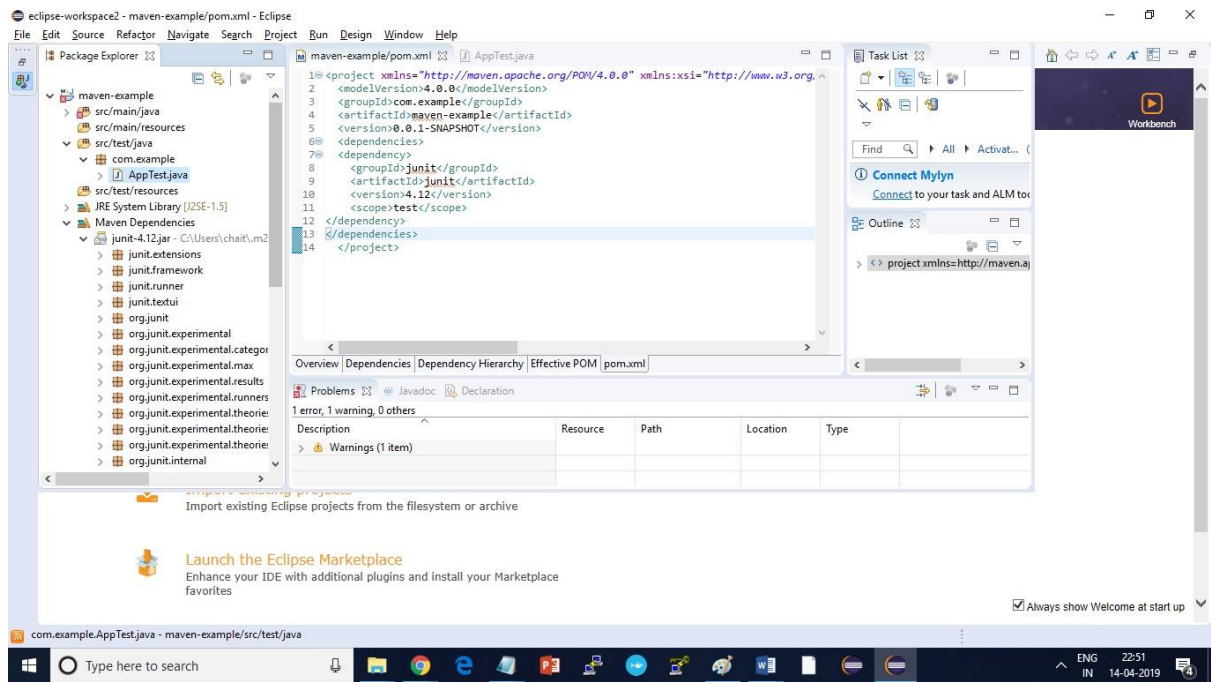 eclipse-workspace2 - maven-example/pom.xml - Eclipse
File Edit Source Refactor Navigate Search Project Run Design Window Help
Package Explorer
maven-example
src/main/java
src/main/resources
src/test/java
com.example
AppTest.java
src/test/resources
JRE System Library [J2SE-1.5]
Maven Dependencies
junit-4.12.jar - C:\Users\chait\.m2
junit.extensions
junit.framework
junit.runner
junit.textui
org.junit
org.junit.experimental
org.junit.experimental.categor
org.junit.experimental.max
org.junit.experimental.results
org.junit.experimental.runners
org.junit.experimental.theorie
org.junit.experimental.theorie
org.junit.experimental.theorie
org.junit.internal
maven-example/pom.xml AppTest.java
1 <project xmlns="http://maven.apache.org/POM/4.0.0" xmlns:xsi="http://www.w3.org,
2 <modelVersion>4.0.0</modelVersion>
3 <groupId>com.example</groupId>
4 <artifactId>maven-example</artifactId>
5 <version>0.0.1-SNAPSHOT</version>
6 <dependencies>
7 <dependency>
8 <groupId>junit</groupId>
9 <artifactId>junit</artifactId>
10 <version>4.12</version>
11 <scope>test</scope>
12 </dependency>
13 </dependencies>
14 </project>
Overview Dependencies Dependency Hierarchy Effective POM pom.xml
Problems Javadoc Declaration
1 error, 1 warning, 0 others
Description Resource Path Location Type
Warnings (1 item)
Task List
Find All Activat...
Connect Mylyn
Connect to your task and ALM too
Outline
project xmlns=http://maven.a
Workbench
Import existing projects
Import existing Eclipse projects from the filesystem or archive
Launch the Eclipse Marketplace
Enhance your IDE with additional plugins and install your Marketplace
favorites
Always show Welcome at start up
com.example.AppTest.java - maven-example/src/test/java
Type here to search
ENG 22:51
IN 14-04-2019
4